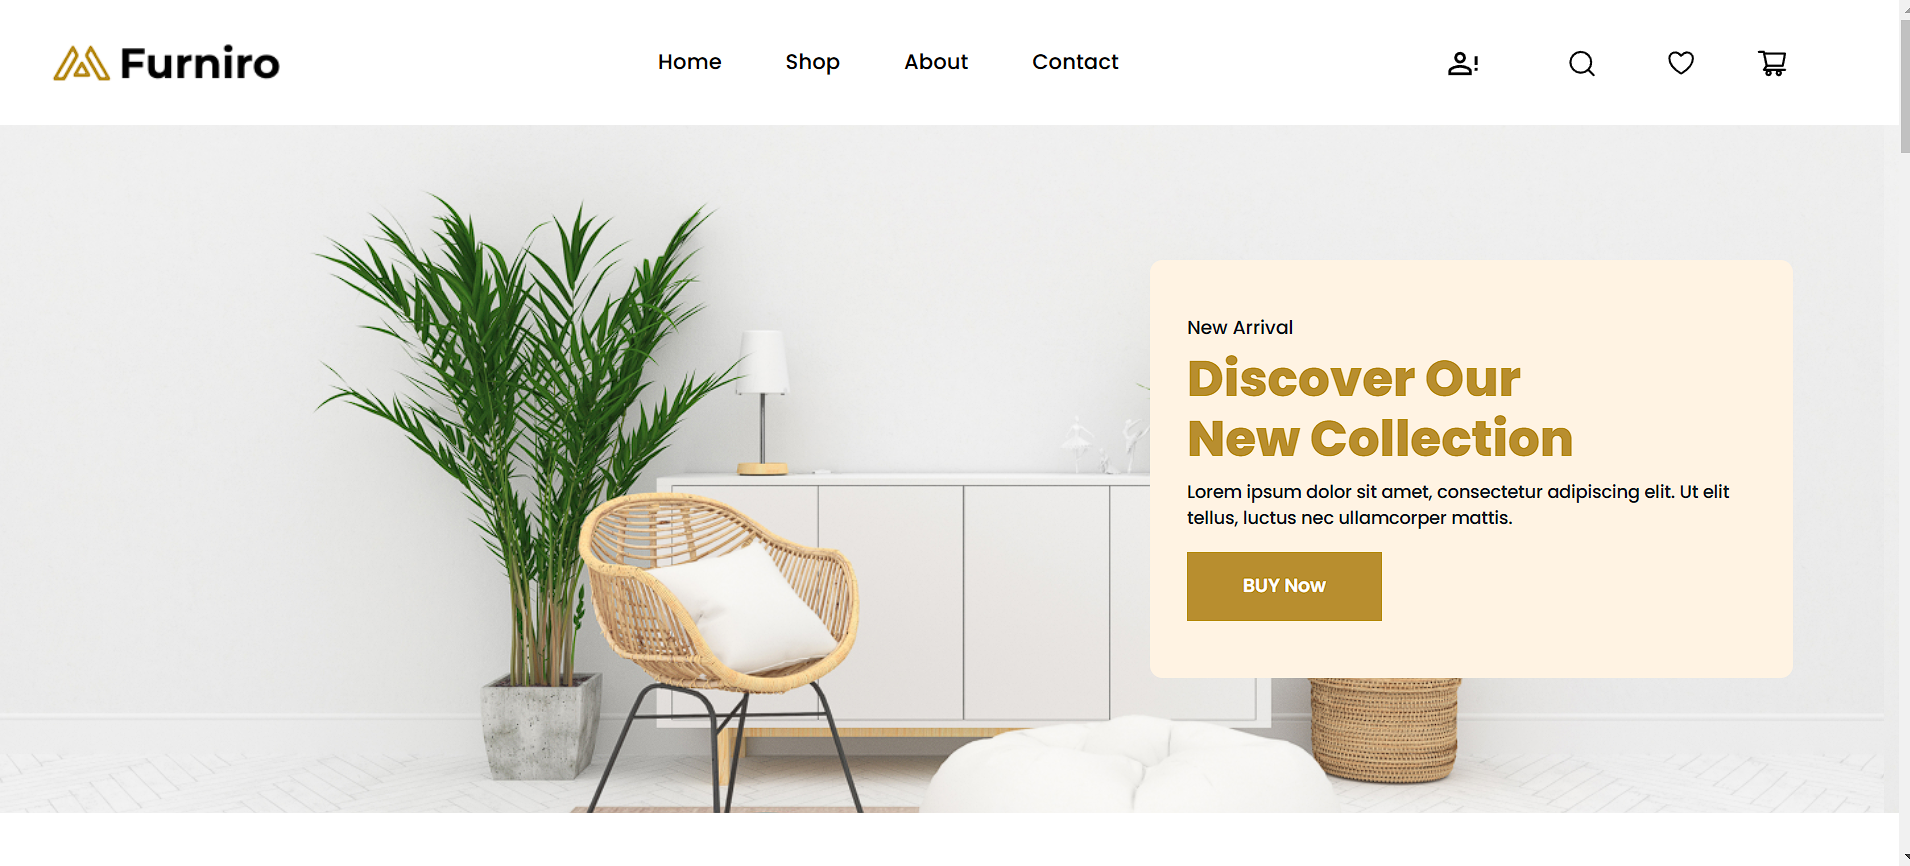 Furniro
Home
Shop
About
Contact
New Arrival
Discover Our
New Collection
Lorem ipsum dolor sit amet, consectetur adipiscing elit. Ut elit
tellus, luctus nec ullamcorper mattis.
BUY Now